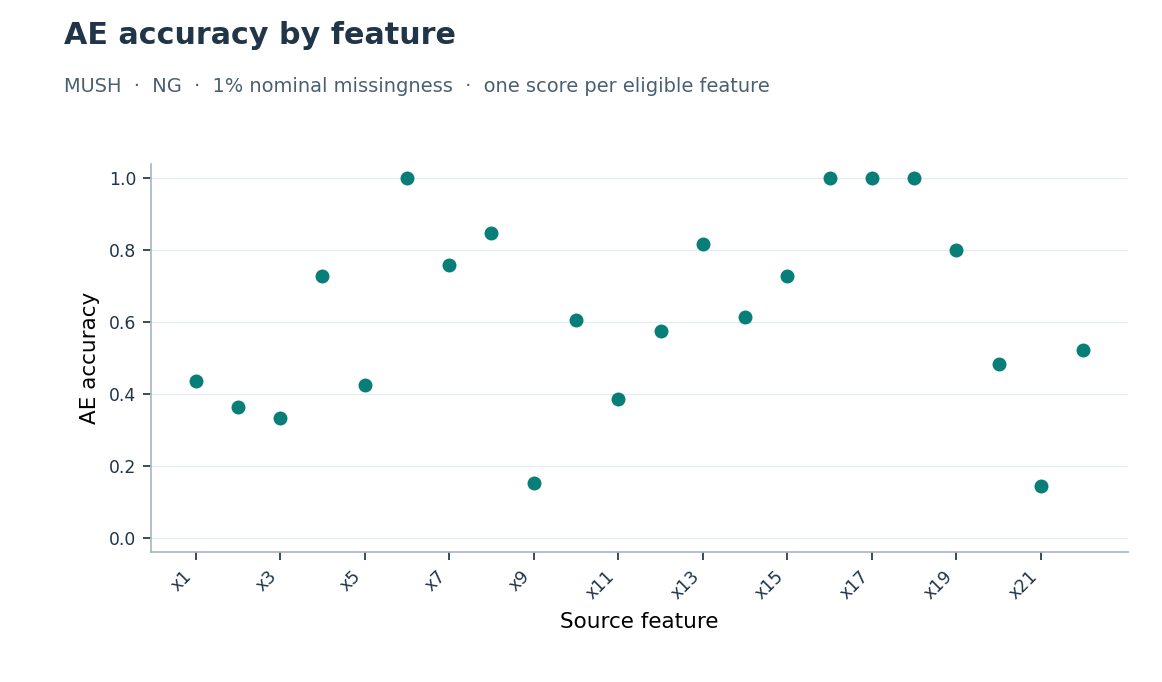 AE accuracy by feature
MUSH · NG · 1% nominal missingness · one score per eligible feature
AE accuracy
1.0
0.8
0.6
0.4
0.2
0.0
x1 x3 x5 x7 x9 x11 x13 x15 x17 x19 x21
Source feature